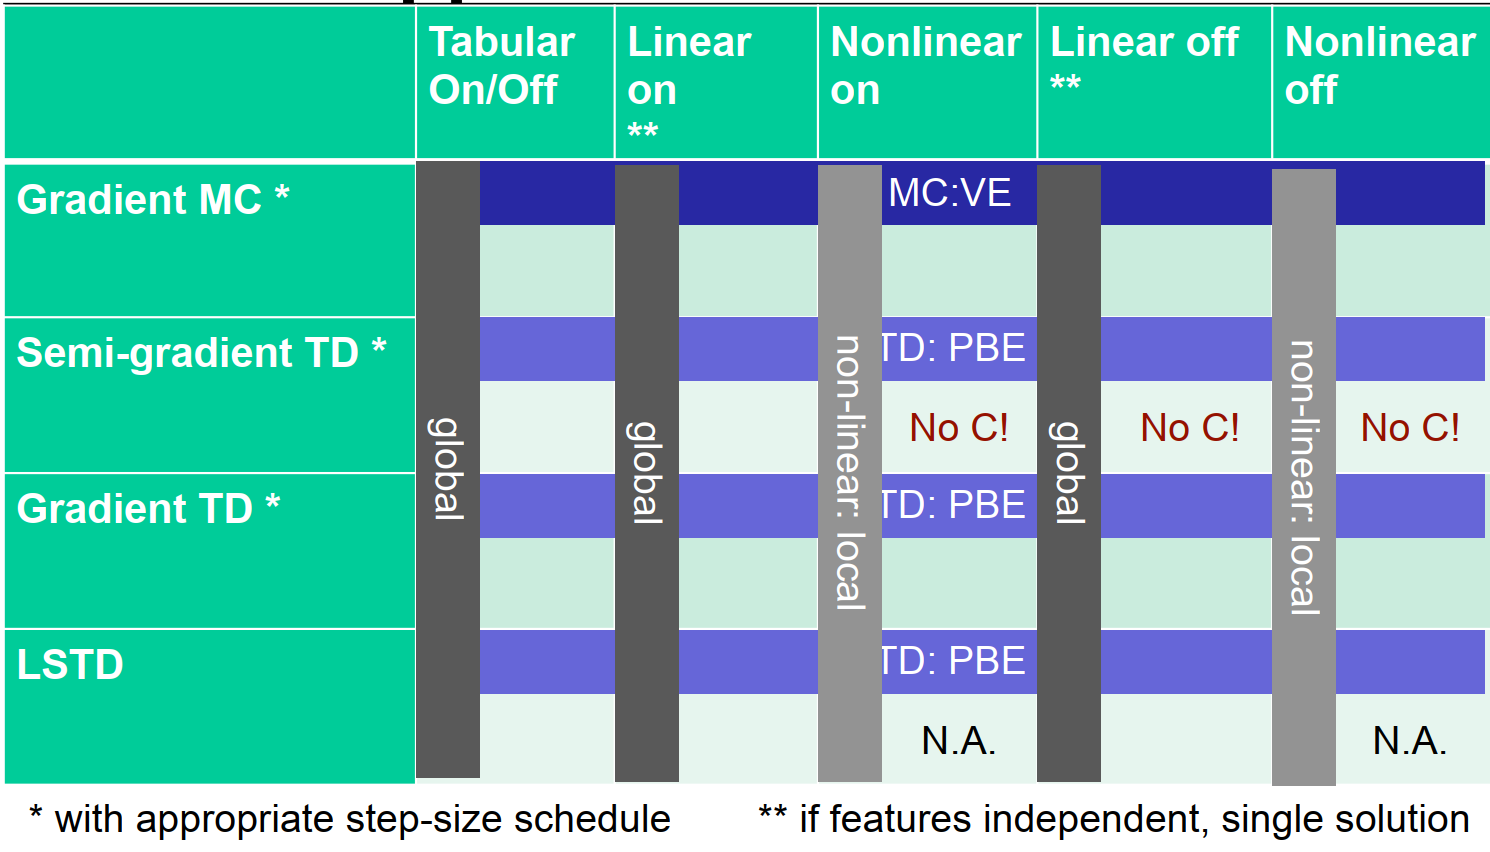 Tabular On/Off
Linear on **
Nonlinear on
Linear off **
Nonlinear off
Gradient MC *
MC:VE
Semi-gradient TD *
TD: PBE
No C!
No C!
No C!
Gradient TD *
TD: PBE
LSTD
TD: PBE
N.A.
N.A.
global
global
non-linear: local
global
non-linear: local
* with appropriate step-size schedule
** if features independent, single solution